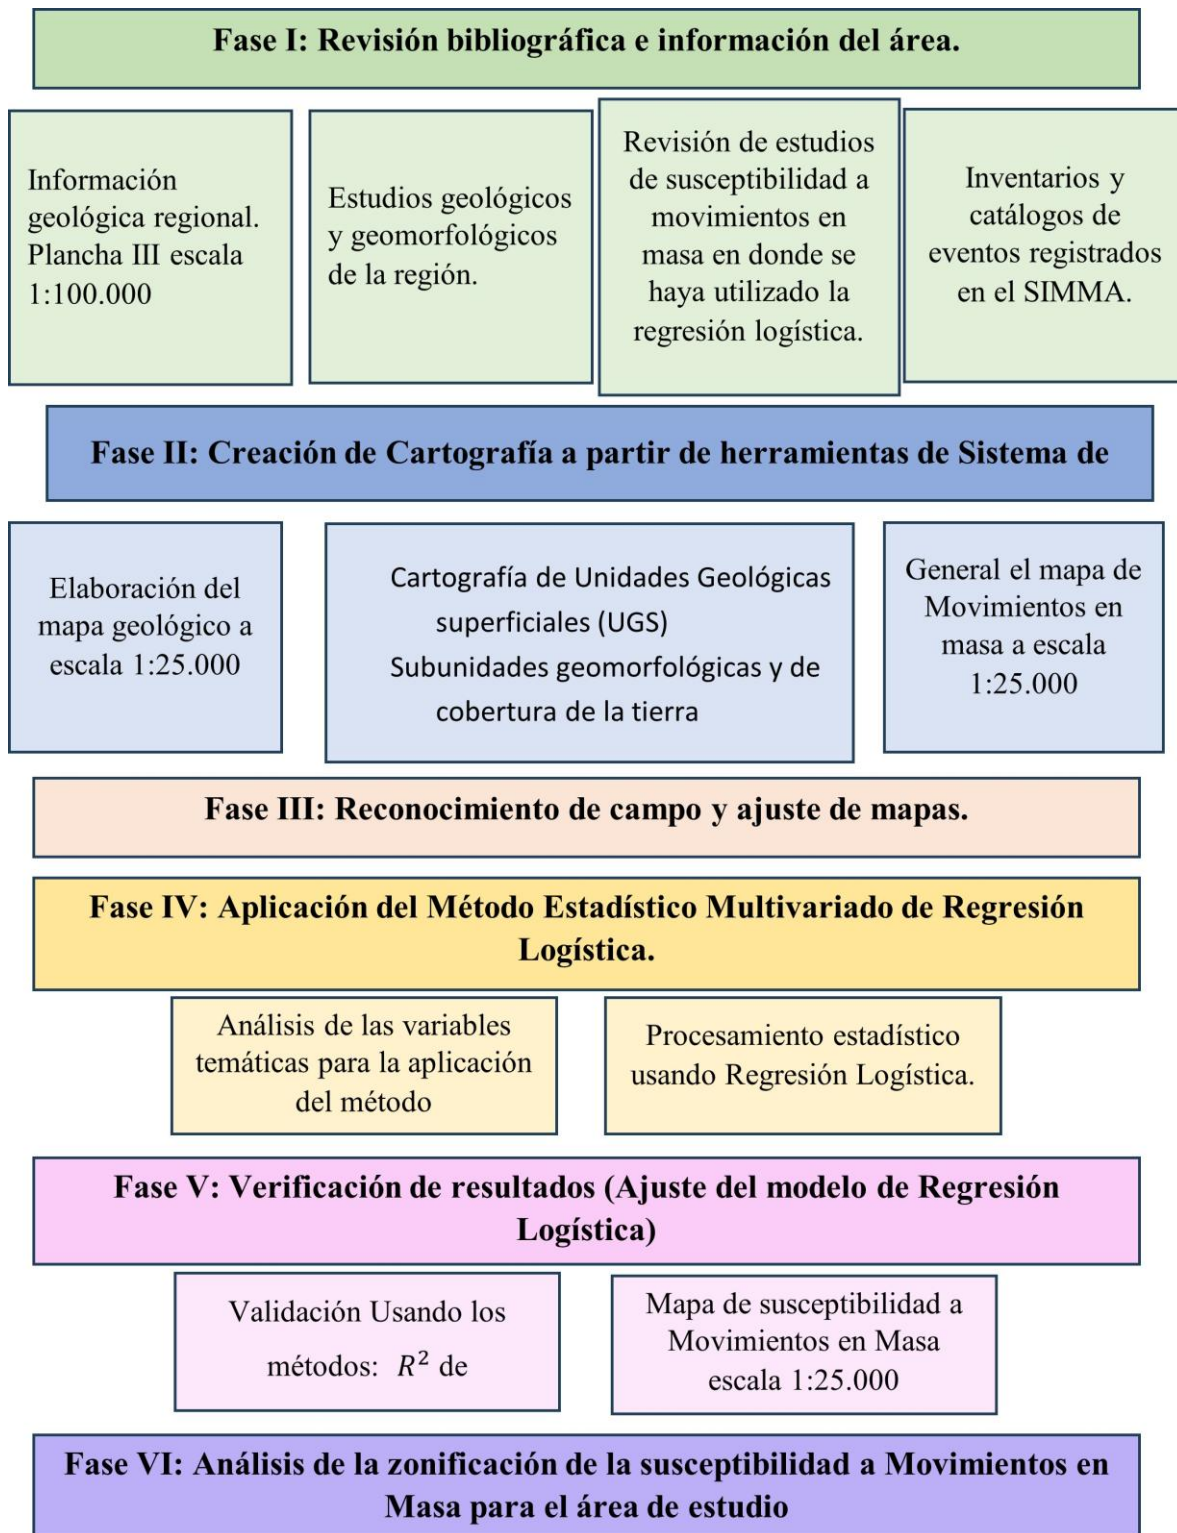 Fase I: Revisión bibliográfica e información del área.
Información
geológica regional.
Plancha III escala
1:100.000
Estudios geológicos
y geomorfológicos
de la región.
Revisión de estudios
de susceptibilidad a
movimientos en
masa en donde se
haya utilizado la
regresión logística.
Inventarios y
catálogos de
eventos registrados
en el SIMMA.
Fase II: Creación de Cartografía a partir de herramientas de Sistema de
Elaboración del
mapa geológico a
escala 1:25.000
Cartografía de Unidades Geológicas
superficiales (UGS)
Subunidades geomorfológicas y de
cobertura de la tierra
General el mapa de
Movimientos en
masa a escala
1:25.000
Fase III: Reconocimiento de campo y ajuste de mapas.
Fase IV: Aplicación del Método Estadístico Multivariado de Regresión
Logística.
Análisis de las variables
temáticas para la aplicación
del método
Procesamiento estadístico
usando Regresión Logística.
Fase V: Verificación de resultados (Ajuste del modelo de Regresión
Logística)
Validación Usando los
métodos: R² de
Mapa de susceptibilidad a
Movimientos en Masa
escala 1:25.000
Fase VI: Análisis de la zonificación de la susceptibilidad a Movimientos en
Masa para el área de estudio